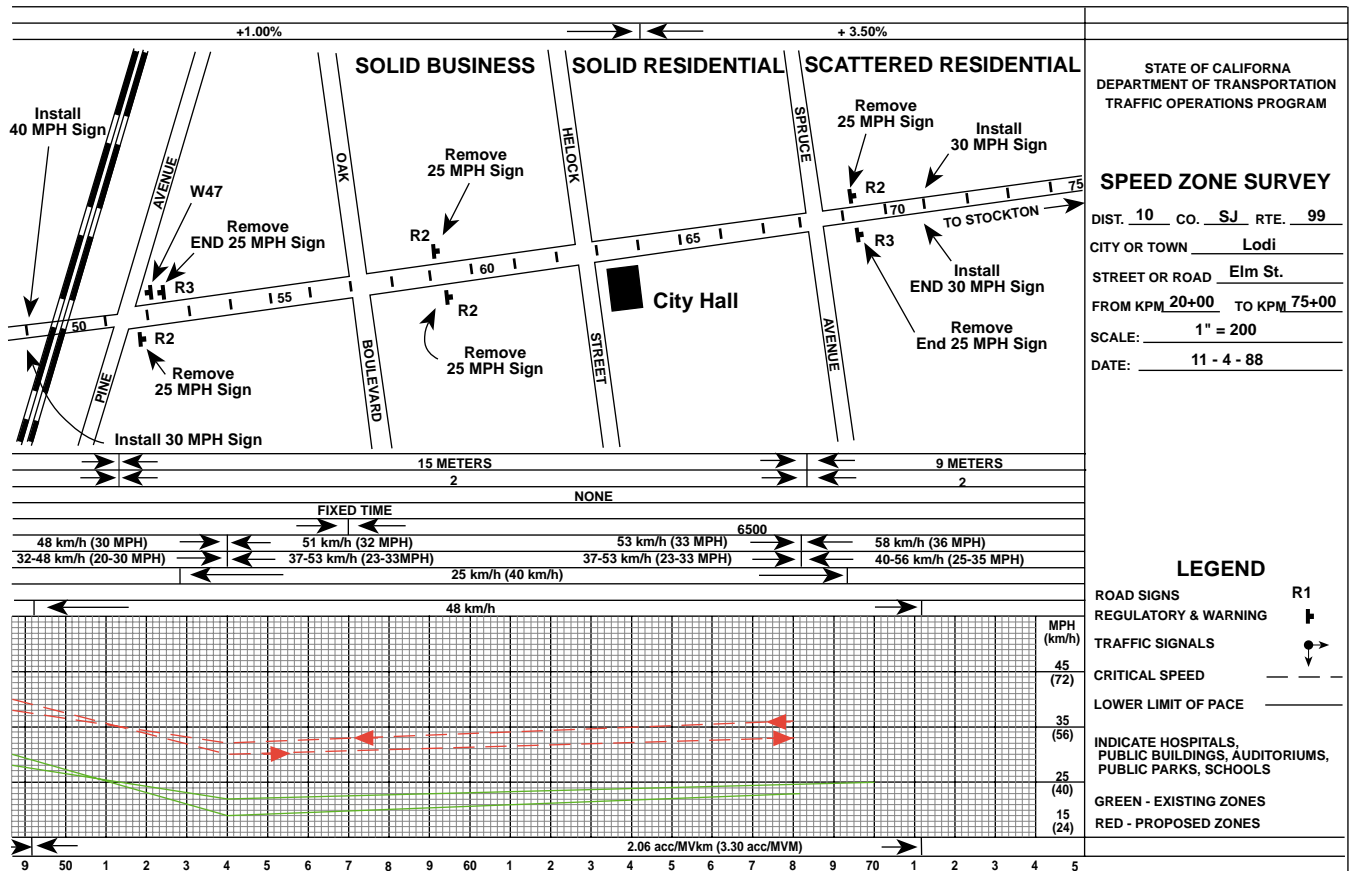 +1.00%
+ 3.50%
SOLID BUSINESS
SOLID RESIDENTIAL
SCATTERED RESIDENTIAL
Install
40 MPH Sign
AVENUE
W47
Remove
END 25 MPH Sign
R3
OAK
Remove
25 MPH Sign
R2
HELOCK
SPRUCE
Remove
25 MPH Sign
R2
Install
30 MPH Sign
75
70
TO STOCKTON
65
60
55
50
R3
R2
R2
City Hall
Install
END 30 MPH Sign
Remove
End 25 MPH Sign
Remove
25 MPH Sign
Remove
25 MPH Sign
PINE
BOULEVARD
STREET
AVENUE
Install 30 MPH Sign
15 METERS
9 METERS
2
2
NONE
FIXED TIME
6500
48 km/h (30 MPH)
51 km/h (32 MPH)
53 km/h (33 MPH)
58 km/h (36 MPH)
32-48 km/h (20-30 MPH)
37-53 km/h (23-33MPH)
37-53 km/h (23-33 MPH)
40-56 km/h (25-35 MPH)
25 km/h (40 km/h)
48 km/h
MPH
(km/h)
45
(72)
35
(56)
25
(40)
15
(24)
2.06 acc/MVkm (3.30 acc/MVM)
9 50 1 2 3 4 5 6 7 8 9 60 1 2 3 4 5 6 7 8 9 70 1 2 3 4 5
STATE OF CALIFORNA
DEPARTMENT OF TRANSPORTATION
TRAFFIC OPERATIONS PROGRAM
SPEED ZONE SURVEY
DIST. 10 CO. SJ RTE. 99
CITY OR TOWN Lodi
STREET OR ROAD Elm St.
FROM KPM 20+00 TO KPM 75+00
SCALE: 1" = 200
DATE: 11 - 4 - 88
LEGEND
ROAD SIGNS R1
REGULATORY & WARNING
TRAFFIC SIGNALS
CRITICAL SPEED
LOWER LIMIT OF PACE
INDICATE HOSPITALS,
PUBLIC BUILDINGS, AUDITORIUMS,
PUBLIC PARKS, SCHOOLS
GREEN - EXISTING ZONES
RED - PROPOSED ZONES